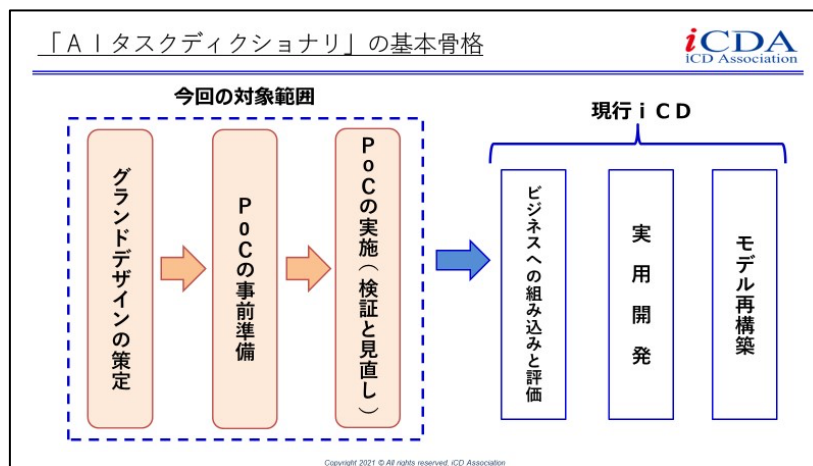 「ＡＩタスクディクショナリ」の基本骨格
iCDA
iCD Association
今回の対象範囲
グランドデザインの策定
ＰｏＣの事前準備
ＰｏＣの実施（検証と見直し）
現行ｉＣＤ
ビジネスへの組み込みと評価
実用開発
モデル再構築
Copyright 2021 © All rights reserved. iCD Association